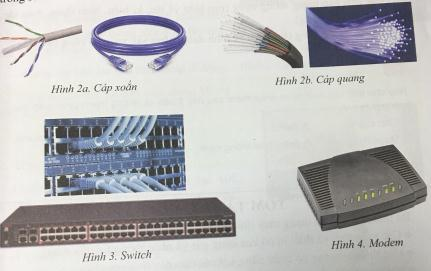 Hình 2a. Cáp xoắn
Hình 2b. Cáp quang
Hình 3. Switch
Hình 4. Modem